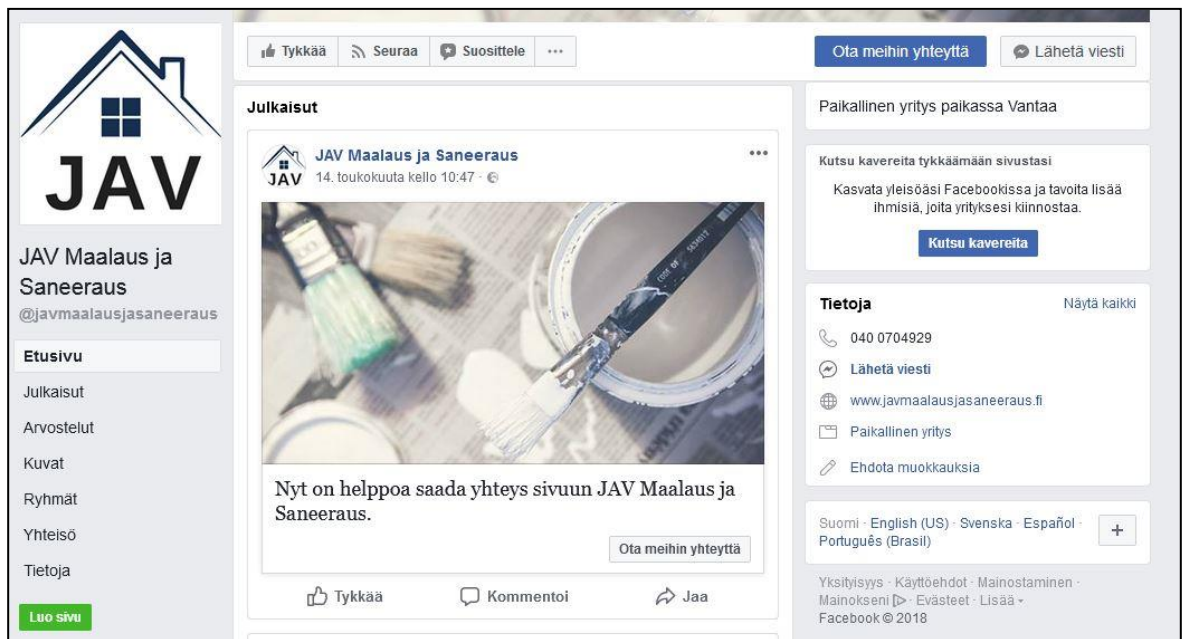 JAV
JAV Maalaus ja
Saneeraus
@javmaalausjasaneeraus
Etusivu
Julkaisut
Arvostelut
Kuvat
Ryhmät
Yhteisö
Tietoja
Luo sivu
Tykkää
Seuraa
Suosittele
...
Ota meihin yhteyttä
Lähetä viesti
Julkaisut
JAV
JAV Maalaus ja Saneeraus
14. toukokuuta kello 10:47 ·
CODE OF
Nyt on helppoa saada yhteys sivuun JAV Maalaus ja
Saneeraus.
Ota meihin yhteyttä
Tykkää
Kommentoi
Jaa
Paikallinen yritys paikassa Vantaa
Kutsu kavereita tykkäämään sivustasi
Kasvata yleisöäsi Facebookissa ja tavoita lisää
ihmisiä, joita yrityksesi kiinnostaa.
Kutsu kavereita
Tietoja
Näytä kaikki
040 0704929
Lähetä viesti
www.javmaalausjasaneeraus.fi
Paikallinen yritys
Ehdota muokkauksia
Suomi · English (US) · Svenska · Español ·
Português (Brasil)
+
Yksityisyys · Käyttöehdot · Mainostaminen ·
Mainokseni · Evästeet · Lisää
Facebook © 2018